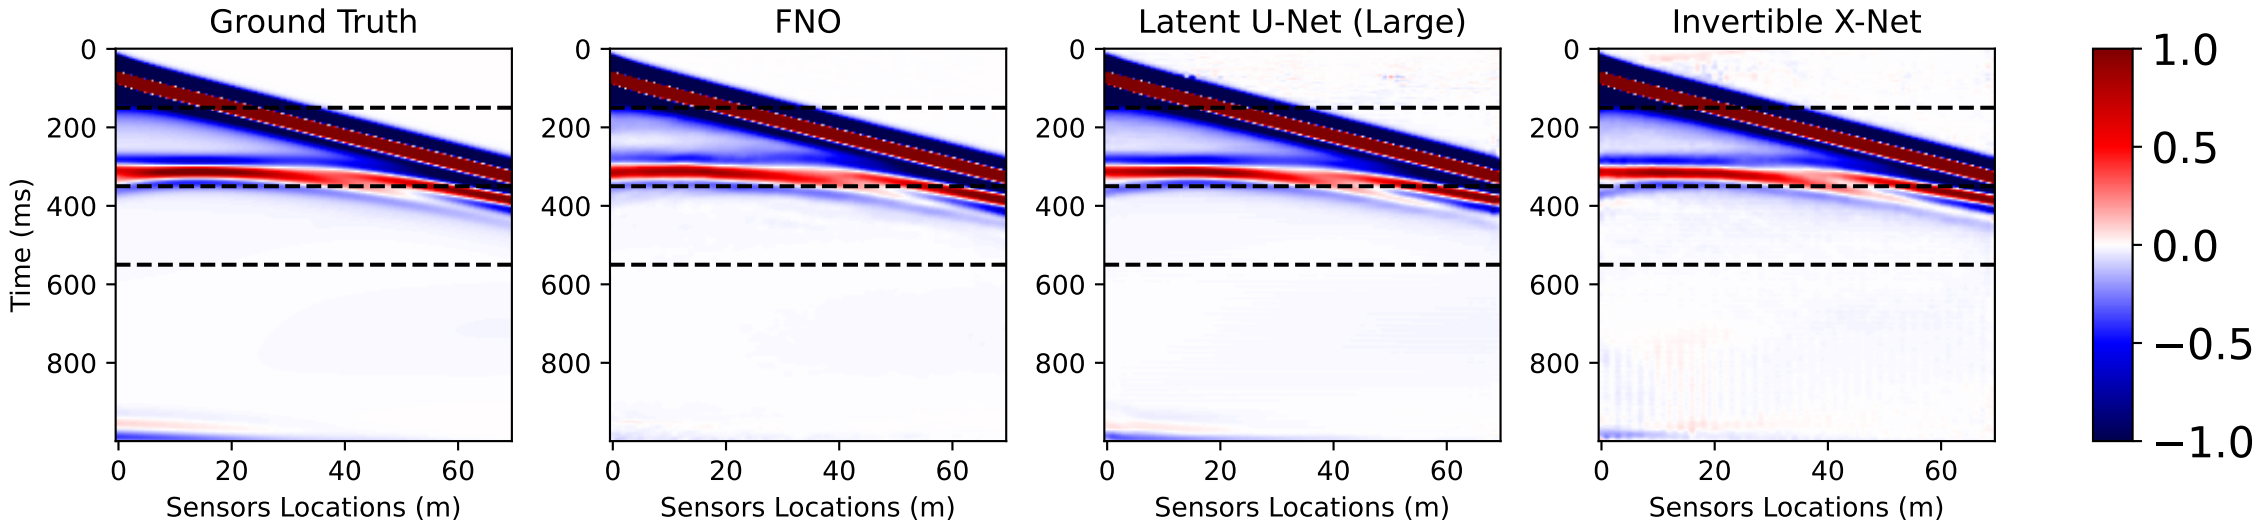 Ground Truth
FNO
Latent U-Net (Large)
Invertible X-Net
Time (ms)
0
200
400
600
800
0 20 40 60
Sensors Locations (m)
0
200
400
600
800
0 20 40 60
Sensors Locations (m)
0
200
400
600
800
0 20 40 60
Sensors Locations (m)
0
200
400
600
800
0 20 40 60
Sensors Locations (m)
1.0
0.5
0.0
−0.5
−1.0